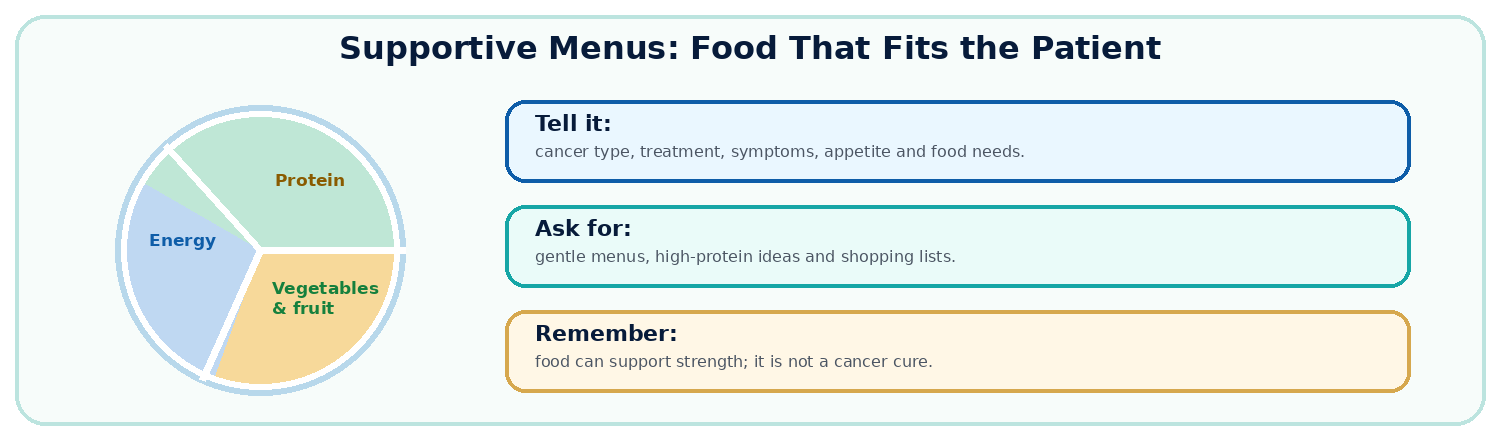 Supportive Menus: Food That Fits the Patient
Protein
Energy
Vegetables
& fruit
Tell it:
cancer type, treatment, symptoms, appetite and food needs.
Ask for:
gentle menus, high-protein ideas and shopping lists.
Remember:
food can support strength; it is not a cancer cure.